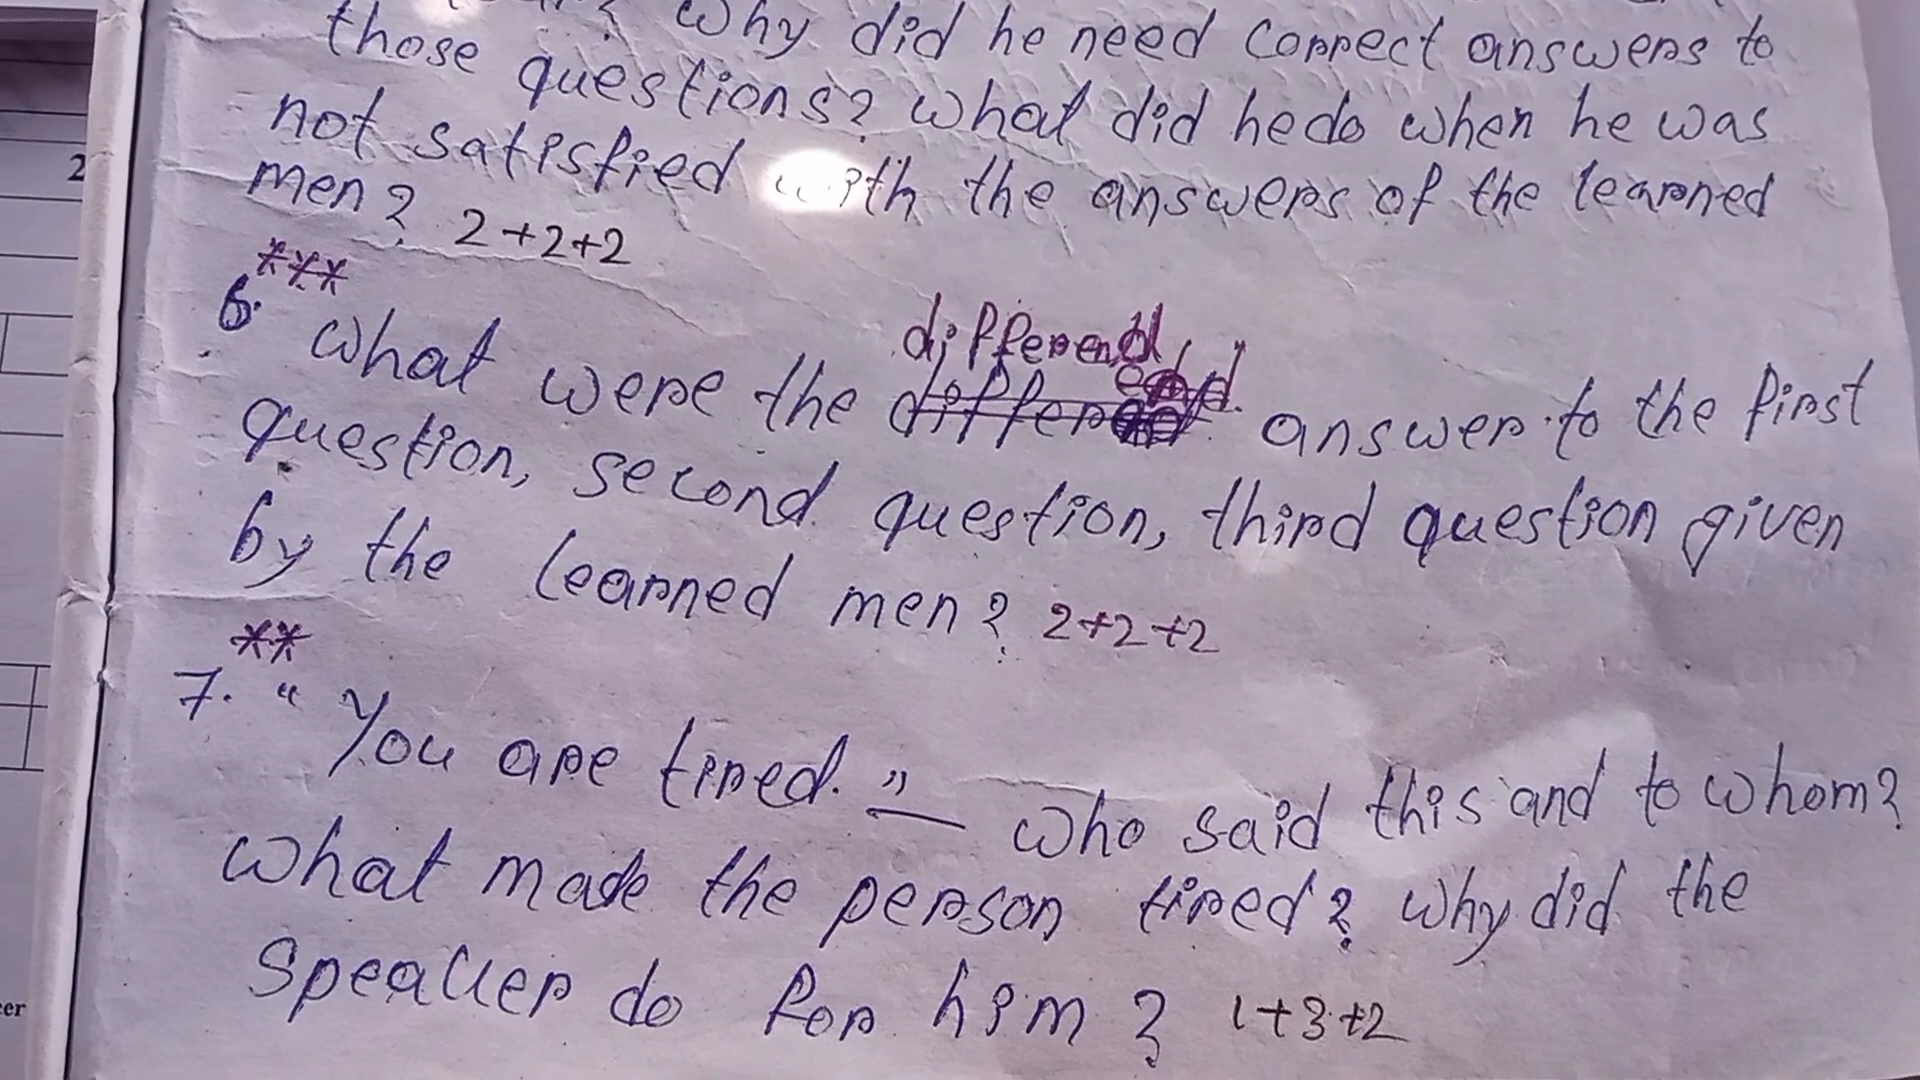 Why did he need correct answers to
those questions? What did he do when he was
not satisfied with the answers of the learned
men? 2+2+2
***
6. What were the different answer to the first
question, second question, third question given
by the learned men? 2+2+2
**
7. "You are tired." — Who said this and to whom?
What made the person tired? Why did the
speaker do for him? 1+3+2
2
er